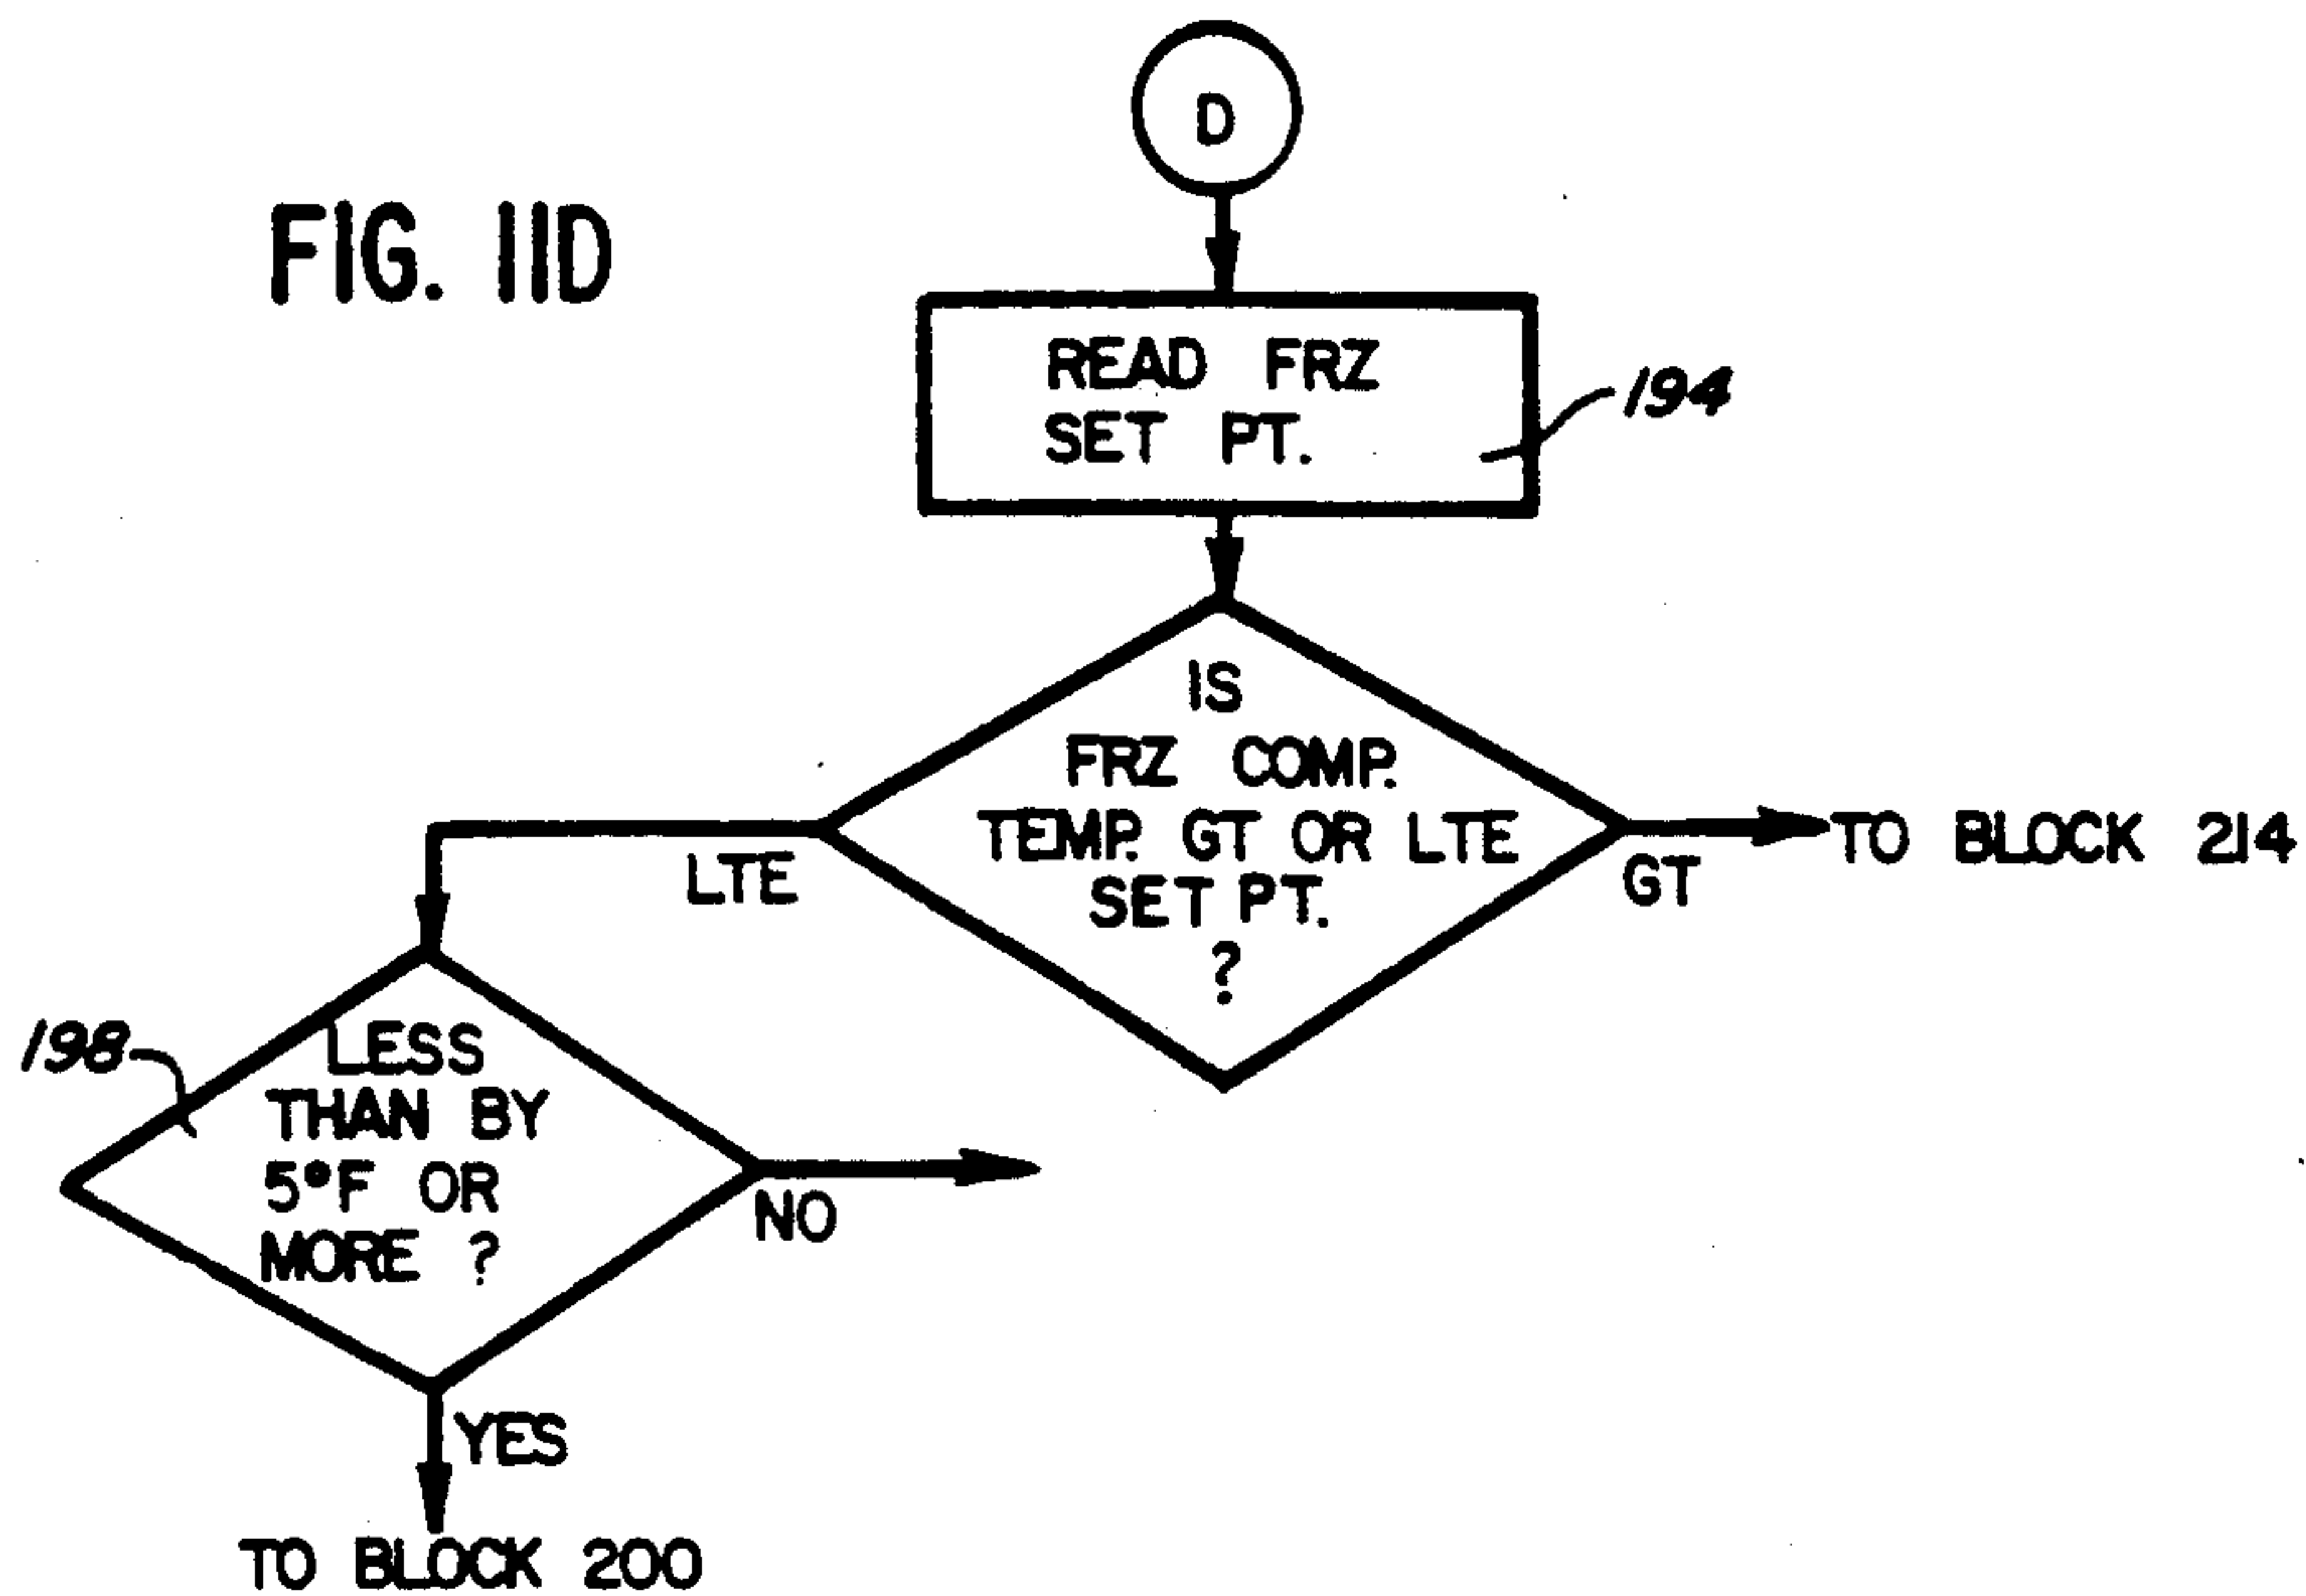 D
FIG. 11D
READ FRZ
SET PT.
194
IS
FRZ COMP.
TEMP. GT OR LTE
SET PT.
?
LTE
GT
TO BLOCK 214
198
LESS
THAN BY
5°F OR
MORE ?
NO
YES
TO BLOCK 200